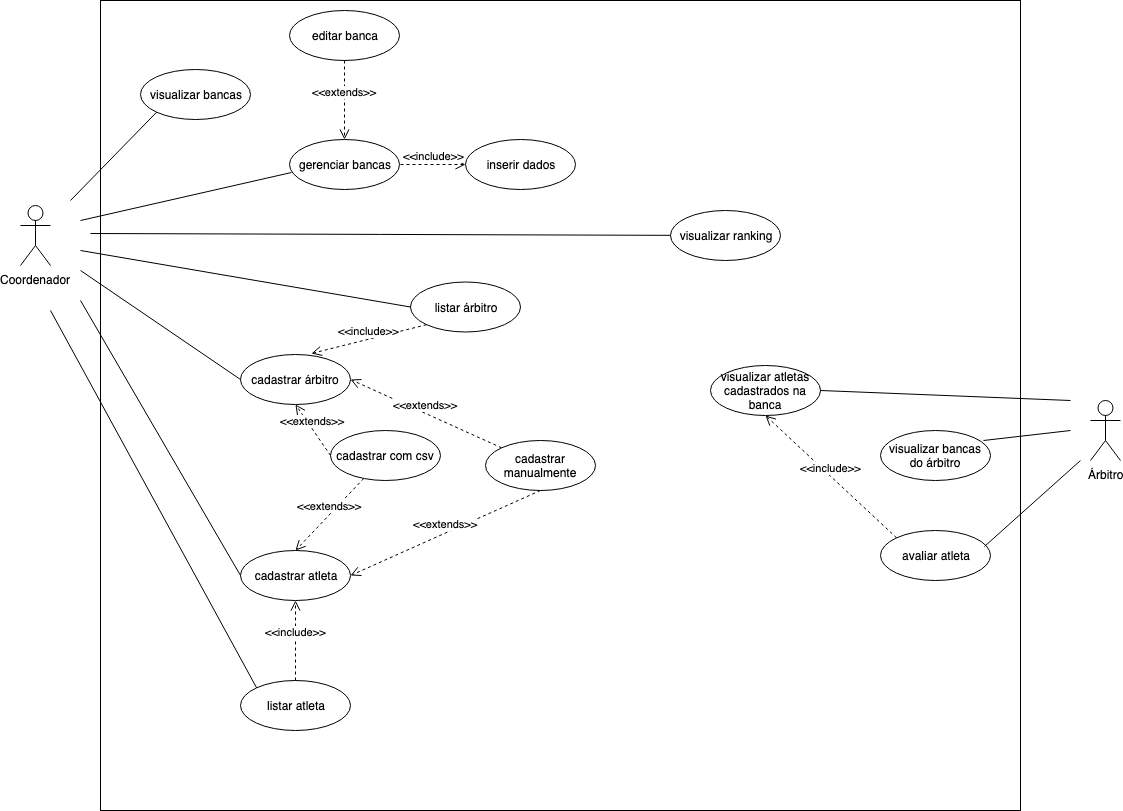 editar banca
visualizar bancas
<<extends>>
gerenciar bancas
<<include>>
inserir dados
visualizar ranking
Coordenador
listar árbitro
<<include>>
cadastrar árbitro
visualizar atletas
cadastrados na
banca
<<extends>>
<<extends>>
cadastrar com csv
cadastrar
manualmente
visualizar bancas
do árbitro
Árbitro
<<include>>
<<extends>>
<<extends>>
avaliar atleta
cadastrar atleta
<<include>>
listar atleta